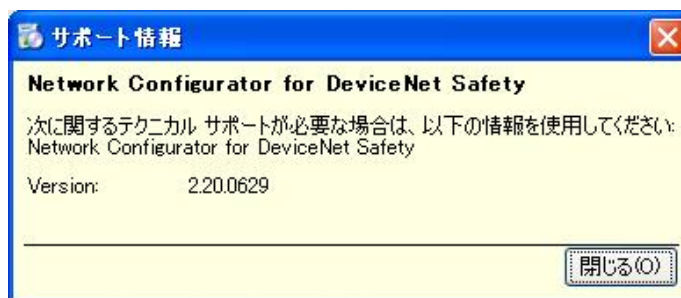 サポート情報
Network Configurator for DeviceNet Safety
次に関するテクニカル サポートが必要な場合は、以下の情報を使用してください:
Network Configurator for DeviceNet Safety
Version: 2.20.0629
閉じる(O)